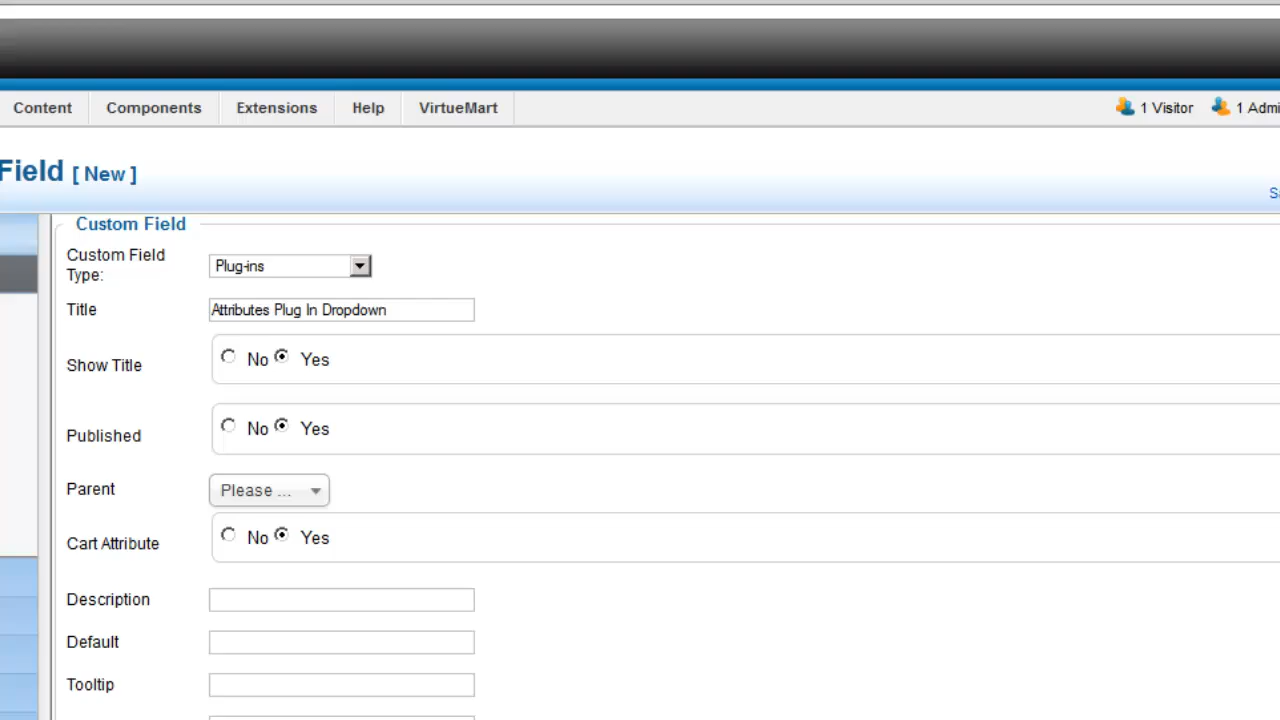 Content Components Extensions Help VirtueMart 1 Visitor 1 Admi
Field [ New ]
Custom Field
Custom Field
Type: Plug-ins
Title Attributes Plug In Dropdown
Show Title No Yes
Published No Yes
Parent Please ...
Cart Attribute No Yes
Description
Default
Tooltip